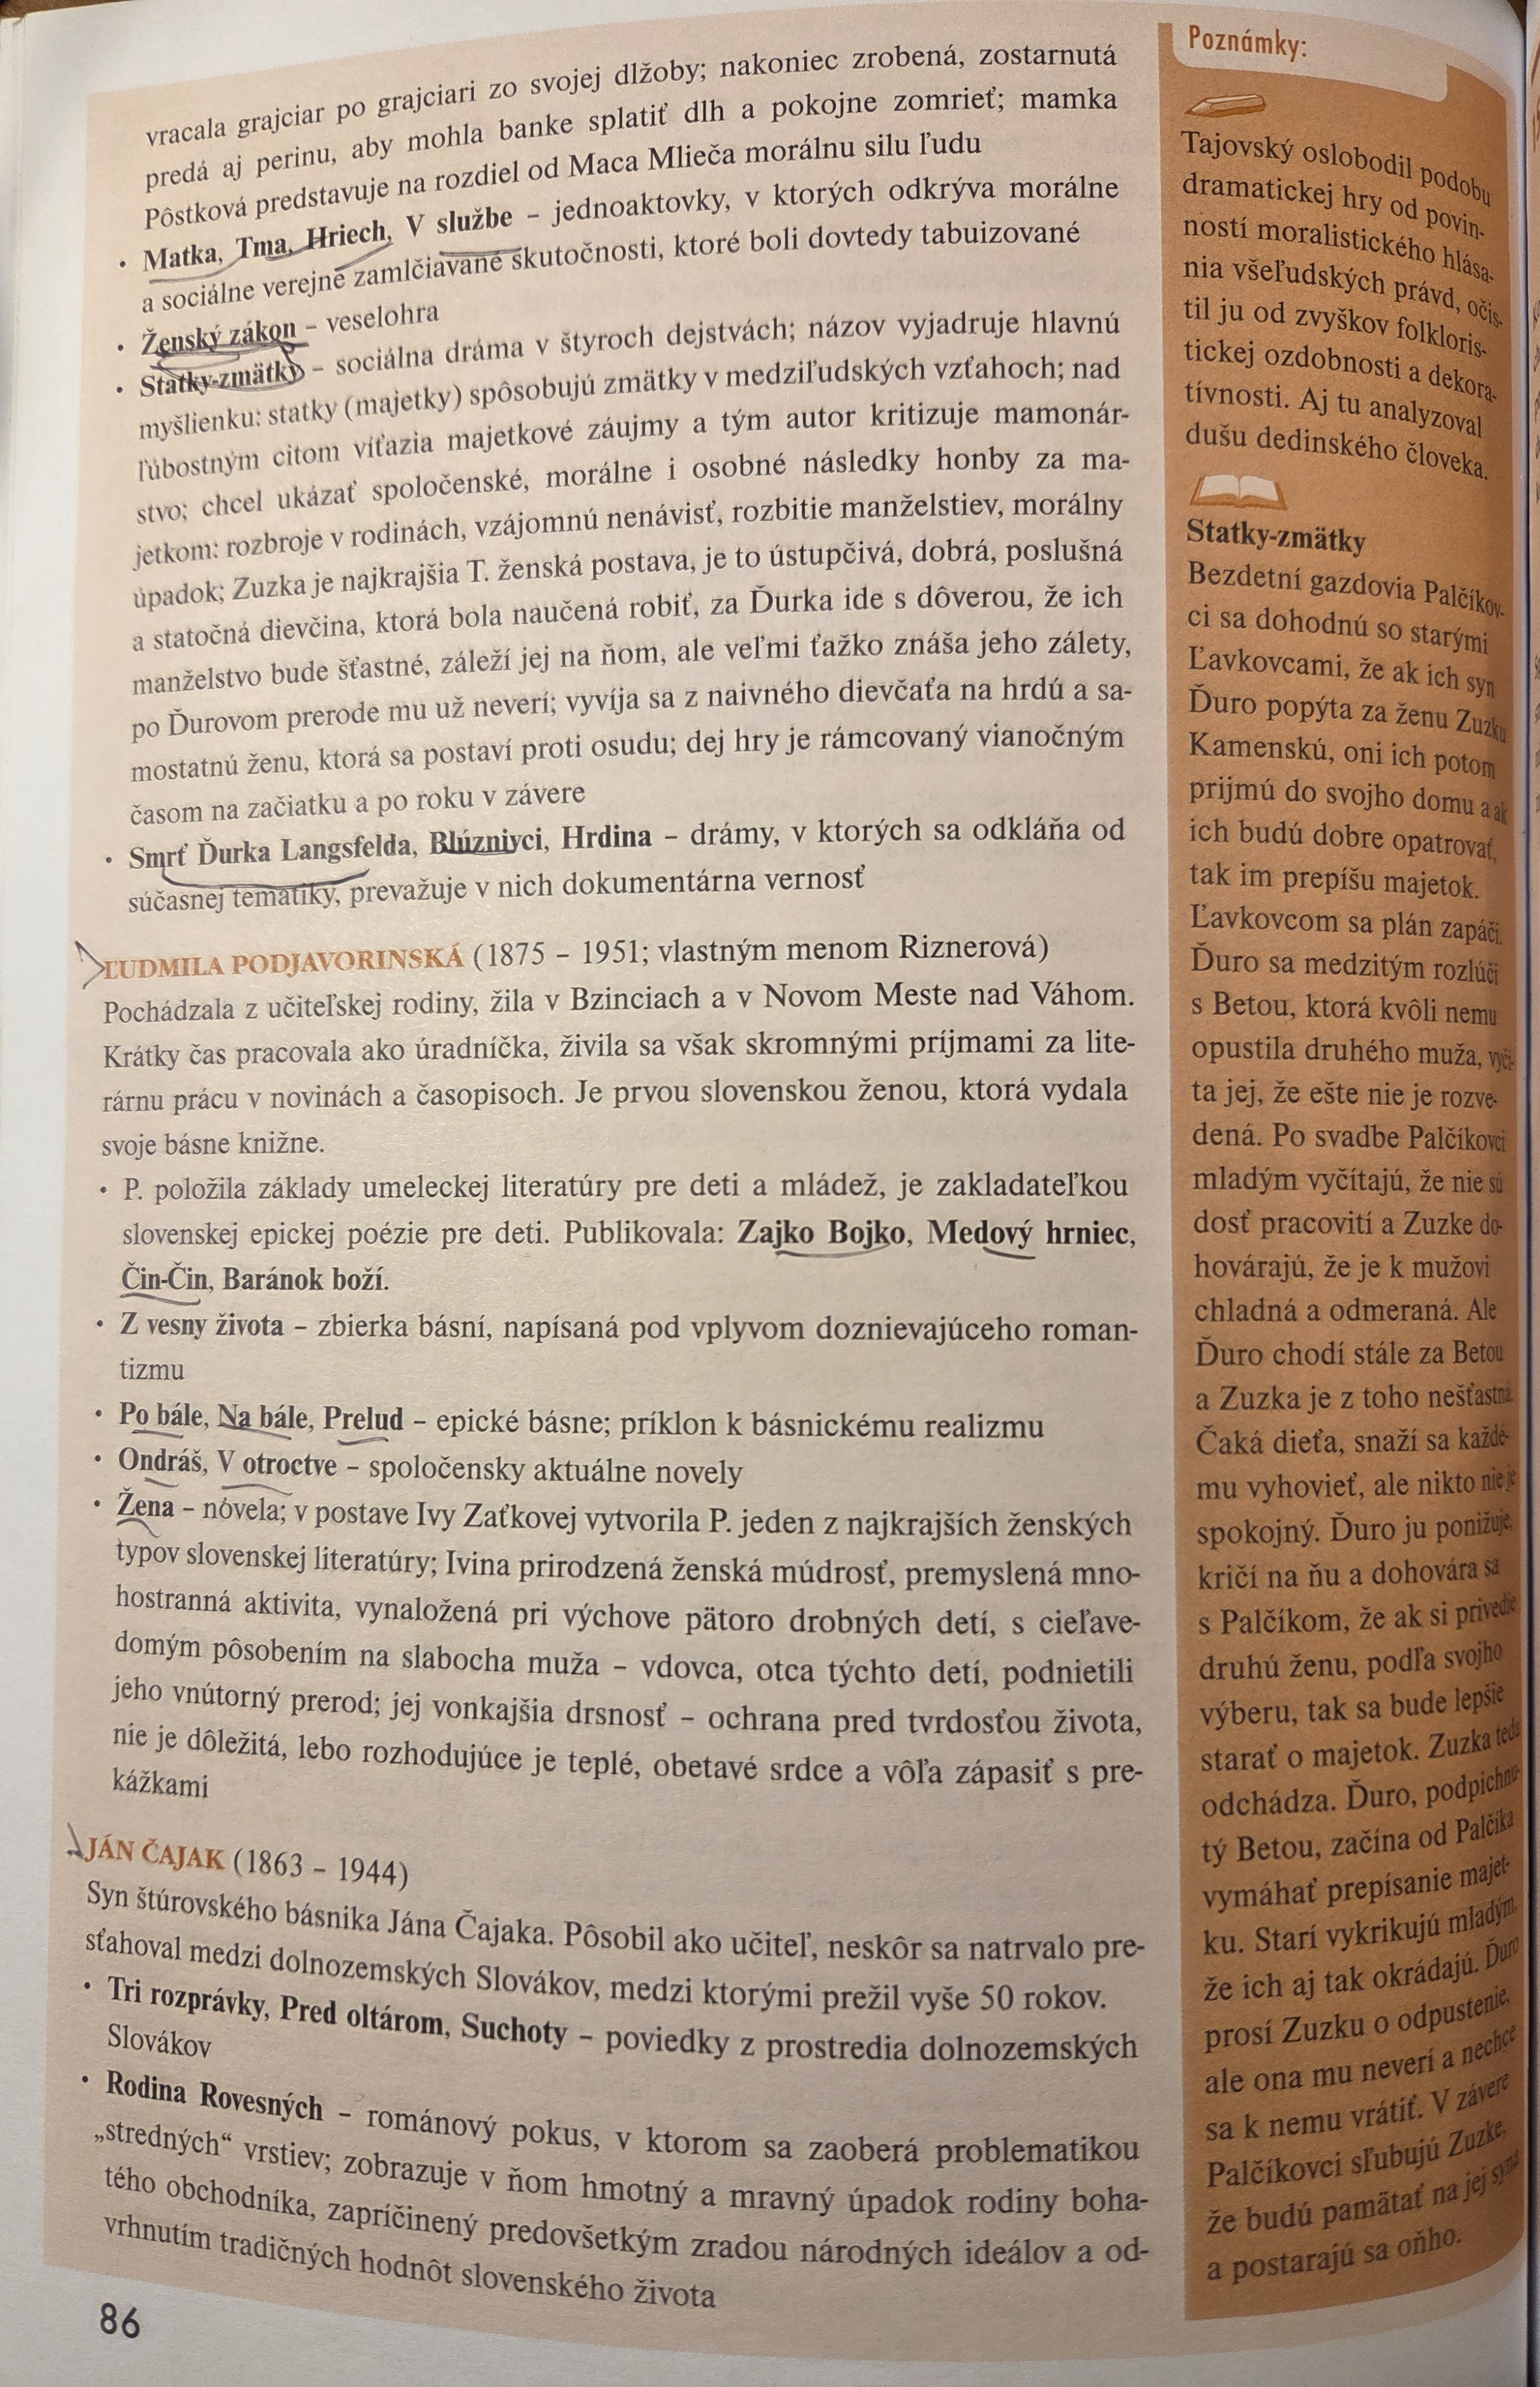 vracala grajciar po grajciari zo svojej dlžoby; nakoniec zrobená, zostarnutá
predá aj perinu, aby mohla banke splatiť dlh a pokojne zomrieť; mamka
Pôstková predstavuje na rozdiel od Maca Mlieča morálnu silu ľudu
• Matka, Tma, Hriech, V službe – jednoaktovky, v ktorých odkrýva morálne
a sociálne verejne zamlčiavané skutočnosti, ktoré boli dovtedy tabuizované
• Ženský zákon – veselohra
• Statky-zmätky – sociálna dráma v štyroch dejstvách; názov vyjadruje hlavnú
myšlienku: statky (majetky) spôsobujú zmätky v medziľudských vzťahoch; nad
ľúbostným citom víťazia majetkové záujmy a tým autor kritizuje mamonár-
stvo; chcel ukázať spoločenské, morálne i osobné následky honby za ma-
jetkom: rozbroje v rodinách, vzájomnú nenávisť, rozbitie manželstiev, morálny
úpadok; Zuzka je najkrajšia T. ženská postava, je to ústupčivá, dobrá, poslušná
a statočná dievčina, ktorá bola naučená robiť, za Ďurka ide s dôverou, že ich
manželstvo bude šťastné, záleží jej na ňom, ale veľmi ťažko znáša jeho zálety,
po Ďurovom prerode mu už neverí; vyvíja sa z naivného dievčaťa na hrdú a sa-
mostatnú ženu, ktorá sa postaví proti osudu; dej hry je rámcovaný vianočným
časom na začiatku a po roku v závere
• Smrť Ďurka Langsfelda, Blúznivci, Hrdina – drámy, v ktorých sa odkláňa od
súčasnej tematiky, prevažuje v nich dokumentárna vernosť
ĽUDMILA PODJAVORINSKÁ (1875 – 1951; vlastným menom Riznerová)
Pochádzala z učiteľskej rodiny, žila v Bzinciach a v Novom Meste nad Váhom.
Krátky čas pracovala ako úradníčka, živila sa však skromnými príjmami za lite-
rárnu prácu v novinách a časopisoch. Je prvou slovenskou ženou, ktorá vydala
svoje básne knižne.
• P. položila základy umeleckej literatúry pre deti a mládež, je zakladateľkou
slovenskej epickej poézie pre deti. Publikovala: Zajko Bojko, Medový hrniec,
Čin-Čin, Baránok boží.
• Z vesny života – zbierka básní, napísaná pod vplyvom doznievajúceho roman-
tizmu
• Po bále, Na bále, Prelud – epické básne; príklon k básnickému realizmu
• Ondráš, V otroctve – spoločensky aktuálne novely
• Žena – novela; v postave Ivy Zaťkovej vytvorila P. jeden z najkrajších ženských
typov slovenskej literatúry; Ivina prirodzená ženská múdrosť, premyslená mno-
hostranná aktivita, vynaložená pri výchove pätoro drobných detí, s cieľave-
domým pôsobením na slabocha muža – vdovca, otca týchto detí, podnietili
jeho vnútorný prerod; jej vonkajšia drsnosť – ochrana pred tvrdosťou života,
nie je dôležitá, lebo rozhodujúce je teplé, obetavé srdce a vôľa zápasiť s pre-
kážkami
JÁN ČAJAK (1863 – 1944)
Syn štúrovského básnika Jána Čajaka. Pôsobil ako učiteľ, neskôr sa natrvalo pre-
sťahoval medzi dolnozemských Slovákov, medzi ktorými prežil vyše 50 rokov.
• Tri rozprávky, Pred oltárom, Suchoty – poviedky z prostredia dolnozemských
Slovákov
• Rodina Rovesných – románový pokus, v ktorom sa zaoberá problematikou
„stredných“ vrstiev; zobrazuje v ňom hmotný a mravný úpadok rodiny boha-
tého obchodníka, zapríčinený predovšetkým zradou národných ideálov a od-
vrhnutím tradičných hodnôt slovenského života
86
Poznámky:
Tajovský oslobodil podobu
dramatickej hry od povin-
ností moralistického hlása-
nia všeľudských právd, očis-
til ju od zvyškov folkloris-
tickej ozdobnosti a dekora-
tívnosti. Aj tu analyzoval
dušu dedinského človeka.
Statky-zmätky
Bezdetní gazdovia Palčíkov-
ci sa dohodnú so starými
Ľavkovcami, že ak ich syn
Ďuro popýta za ženu Zuzku
Kamenskú, oni ich potom
prijmú do svojho domu a ak
ich budú dobre opatrovať,
tak im prepíšu majetok.
Ľavkovcom sa plán zapáči.
Ďuro sa medzitým rozlúči
s Betou, ktorá kvôli nemu
opustila druhého muža, vyčí-
ta jej, že ešte nie je rozve-
dená. Po svadbe Palčíkovci
mladým vyčítajú, že nie sú
dosť pracovití a Zuzke do-
hovárajú, že je k mužovi
chladná a odmeraná. Ale
Ďuro chodí stále za Betou
a Zuzka je z toho nešťastná.
Čaká dieťa, snaží sa každé-
mu vyhovieť, ale nikto nie je
spokojný. Ďuro ju ponižuje,
kričí na ňu a dohovára sa
s Palčíkom, že ak si privedie
druhú ženu, podľa svojho
výberu, tak sa bude lepšie
starať o majetok. Zuzka teda
odchádza. Ďuro, podpichnu-
tý Betou, začína od Palčíka
vymáhať prepísanie majet-
ku. Starí vykrikujú mladým,
že ich aj tak okrádajú. Ďuro
prosí Zuzku o odpustenie,
ale ona mu neverí a nechce
sa k nemu vrátiť. V závere
Palčíkovci sľubujú Zuzke,
že budú pamätať na jej syna
a postarajú sa oňho.